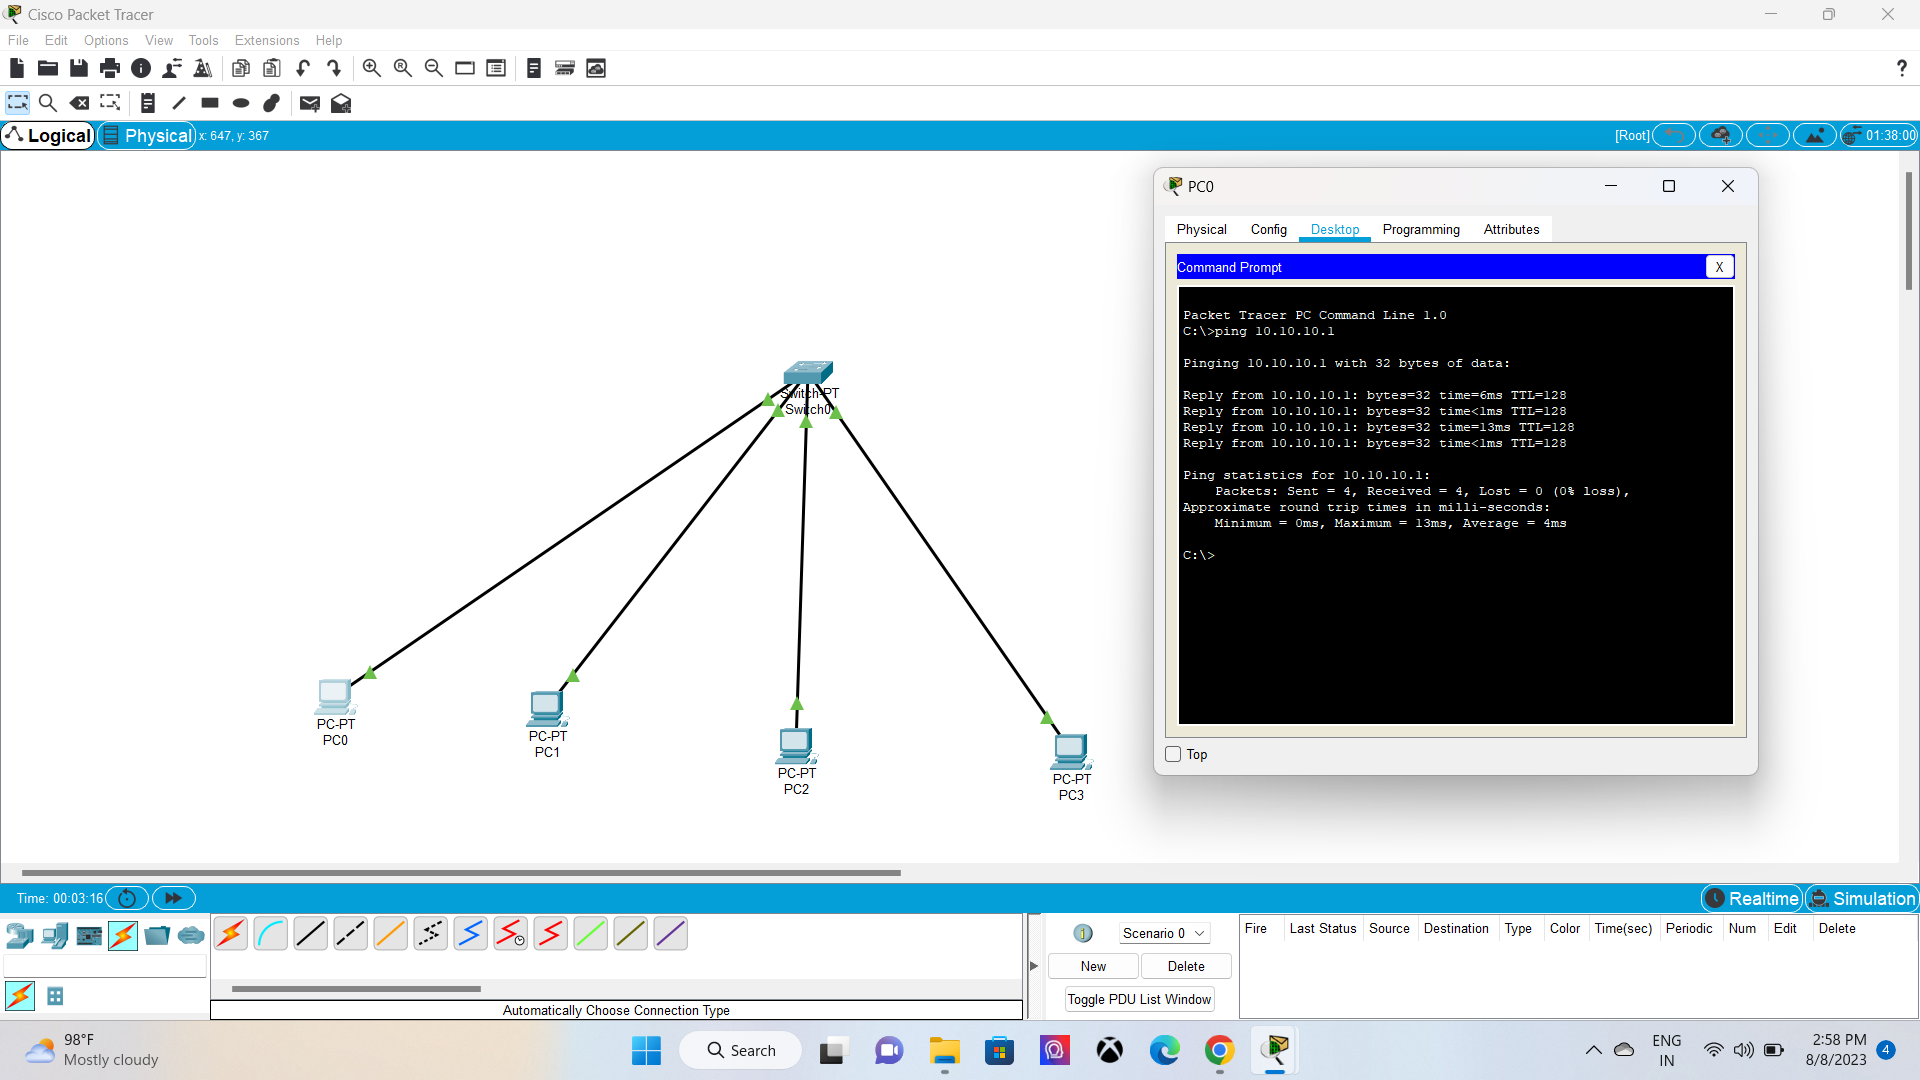 Cisco Packet Tracer
File Edit Options View Tools Extensions Help
?
Logical Physical x: 647, y: 367
[Root] 01:38:00
Switch-PT
Switch0
PC-PT
PC0
PC-PT
PC1
PC-PT
PC2
PC-PT
PC3
PC0
Physical Config Desktop Programming Attributes
Command Prompt
X
Packet Tracer PC Command Line 1.0
C:\>ping 10.10.10.1
Pinging 10.10.10.1 with 32 bytes of data:
Reply from 10.10.10.1: bytes=32 time=6ms TTL=128
Reply from 10.10.10.1: bytes=32 time<1ms TTL=128
Reply from 10.10.10.1: bytes=32 time=13ms TTL=128
Reply from 10.10.10.1: bytes=32 time<1ms TTL=128
Ping statistics for 10.10.10.1:
Packets: Sent = 4, Received = 4, Lost = 0 (0% loss),
Approximate round trip times in milli-seconds:
Minimum = 0ms, Maximum = 13ms, Average = 4ms
C:\>
Top
Time: 00:03:16
Realtime Simulation
Automatically Choose Connection Type
1 Scenario 0
New Delete
Toggle PDU List Window
Fire Last Status Source Destination Type Color Time(sec) Periodic Num Edit Delete
98°F
Mostly cloudy
Search
ENG
IN
2:58 PM
8/8/2023
4